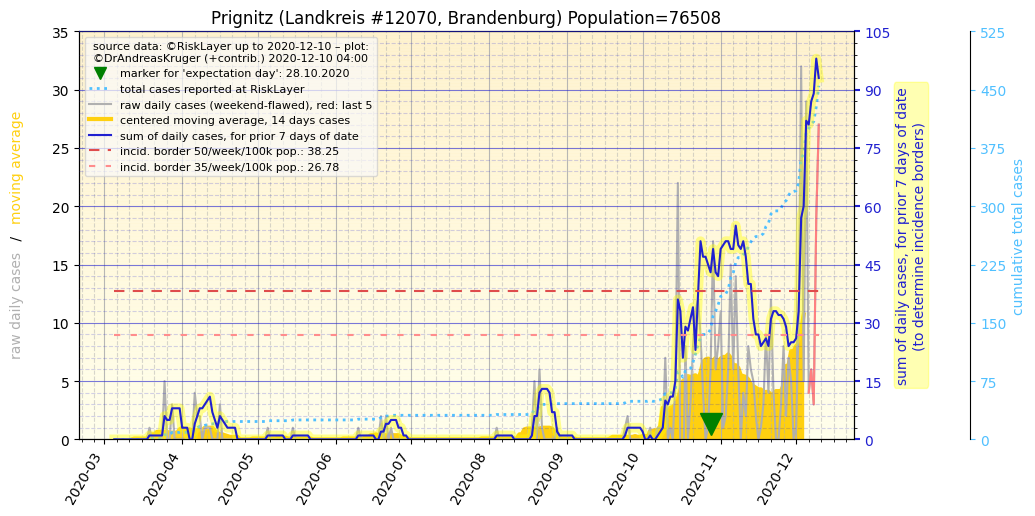 Prignitz (Landkreis #12070, Brandenburg) Population=76508
source data: ©RiskLayer up to 2020-12-10 – plot:
©DrAndreasKruger (+contrib.) 2020-12-10 04:00
marker for 'expectation day': 28.10.2020
total cases reported at RiskLayer
raw daily cases (weekend-flawed), red: last 5
centered moving average, 14 days cases
sum of daily cases, for prior 7 days of date
incid. border 50/week/100k pop.: 38.25
incid. border 35/week/100k pop.: 26.78
raw daily cases / moving average
35
30
25
20
15
10
5
0
2020-03
2020-04
2020-05
2020-06
2020-07
2020-08
2020-09
2020-10
2020-11
2020-12
105
90
75
60
45
30
15
0
sum of daily cases, for prior 7 days of date
(to determine incidence borders)
525
450
375
300
225
150
75
0
cumulative total cases